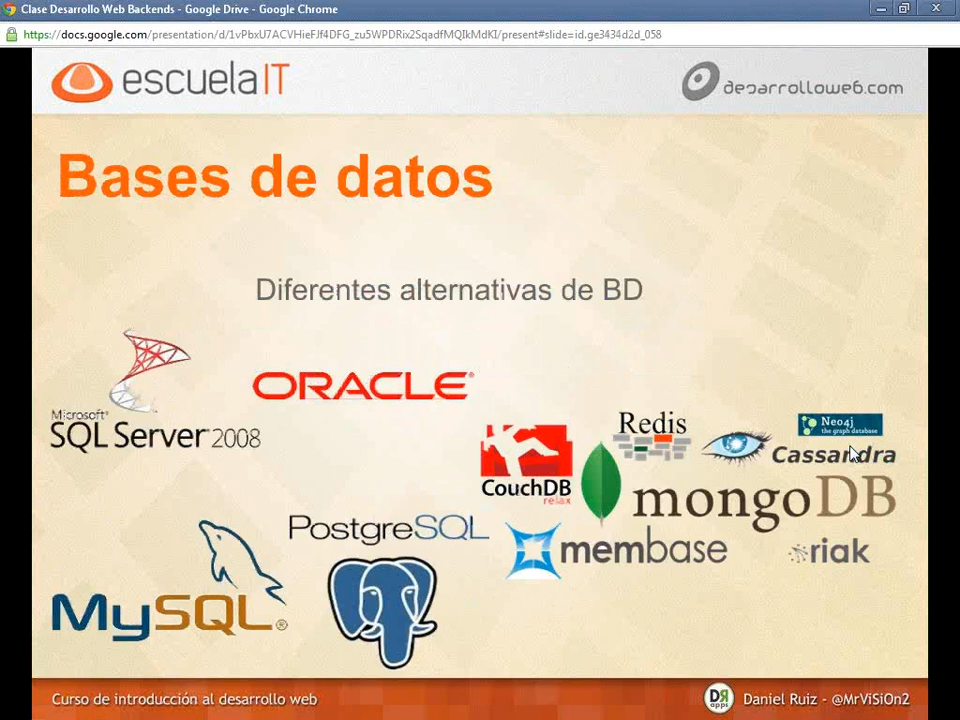 Clase Desarrollo Web Backends - Google Drive - Google Chrome
https://docs.google.com/presentation/d/1vPbxU7ACVHieFJf4DFG_zu5WPDRix2SqadfMQIkMdKI/present#slide=id.ge3434d2d_058
escuelaIT
desarrolloweb.com
Bases de datos
Diferentes alternativas de BD
Microsoft®
SQL Server® 2008
ORACLE®
CouchDB
relax
Redis
Neo4j
the graph database
Cassandra
mongoDB
PostgreSQL
membase
riak
MySQL®
Curso de introducción al desarrollo web
DR
apps
Daniel Ruiz - @MrViSiOn2